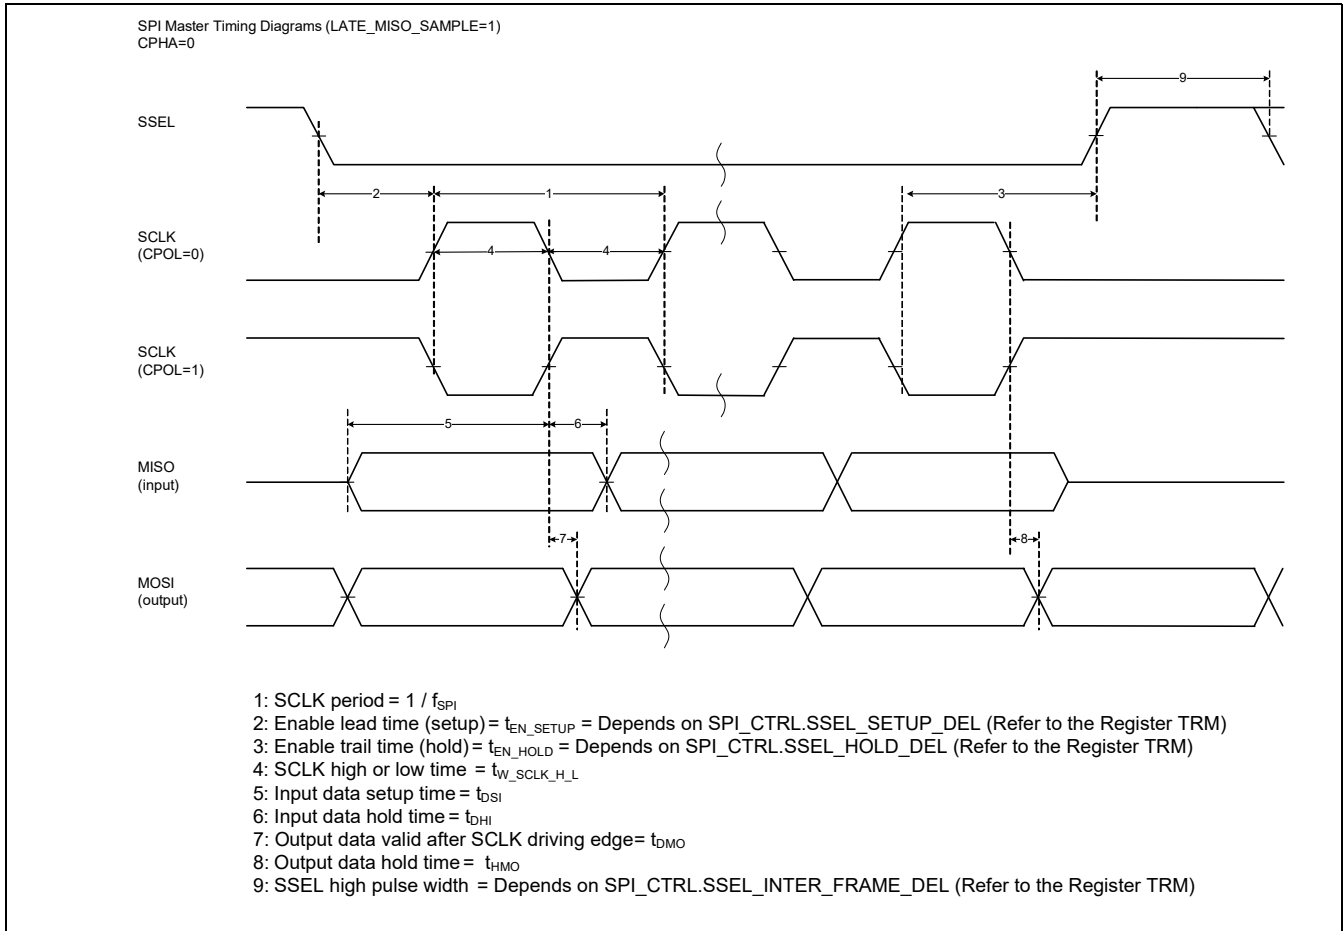 SPI Master Timing Diagrams (LATE_MISO_SAMPLE=1)
CPHA=0
9
SSEL
2
1
3
SCLK
(CPOL=0)
4
4
SCLK
(CPOL=1)
5
6
MISO
(input)
7
8
MOSI
(output)
1: SCLK period = 1 / fSPI
2: Enable lead time (setup) = tEN_SETUP = Depends on SPI_CTRL.SSEL_SETUP_DEL (Refer to the Register TRM)
3: Enable trail time (hold) = tEN_HOLD = Depends on SPI_CTRL.SSEL_HOLD_DEL (Refer to the Register TRM)
4: SCLK high or low time = tW_SCLK_H_L
5: Input data setup time = tDSI
6: Input data hold time = tDHI
7: Output data valid after SCLK driving edge= tDMO
8: Output data hold time = tHMO
9: SSEL high pulse width = Depends on SPI_CTRL.SSEL_INTER_FRAME_DEL (Refer to the Register TRM)